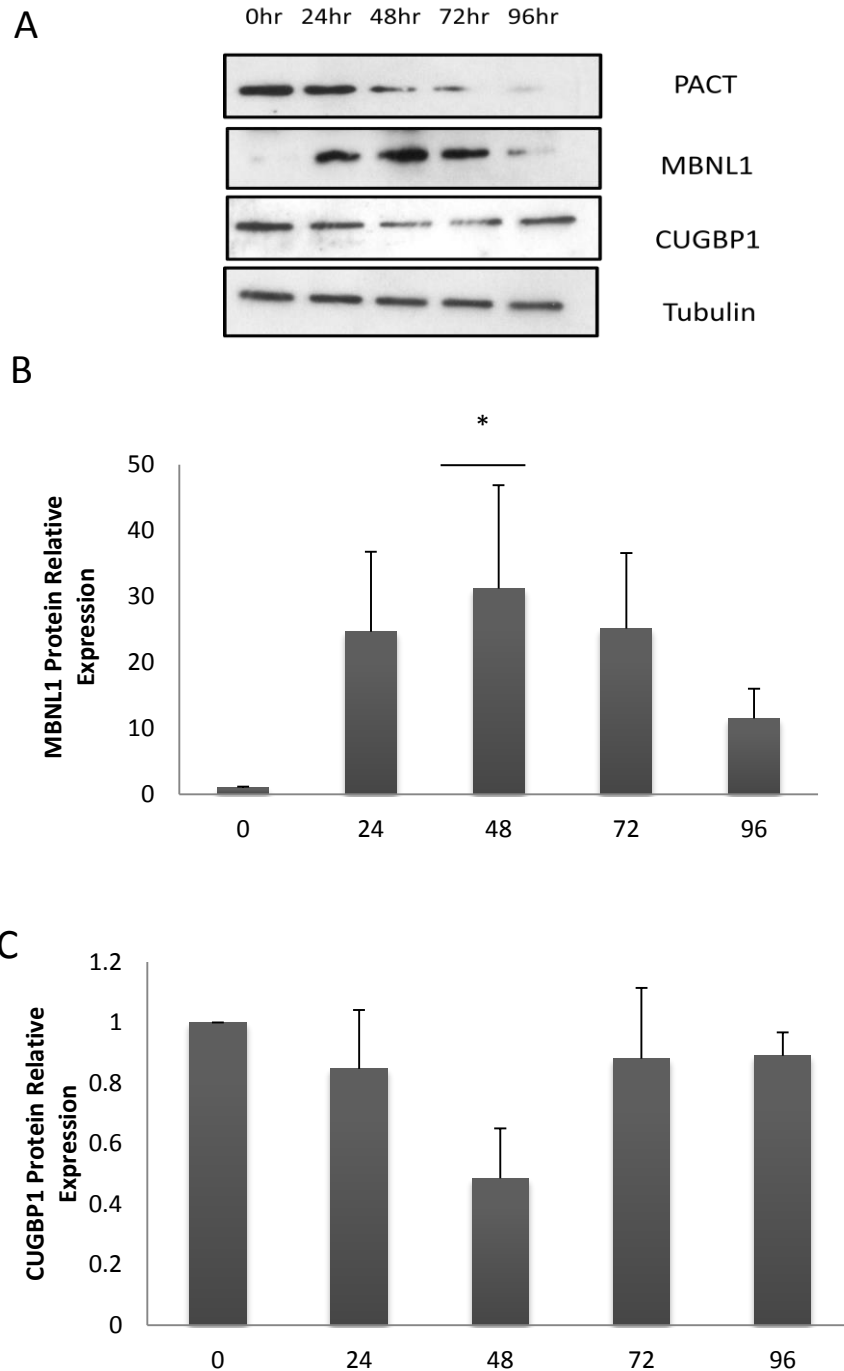 A
0hr 24hr 48hr 72hr 96hr
PACT
MBNL1
CUGBP1
Tubulin
B
*
MBNL1 Protein Relative
Expression
50
40
30
20
10
0
0 24 48 72 96
C
CUGBP1 Protein Relative
Expression
1.2
1
0.8
0.6
0.4
0.2
0
0 24 48 72 96